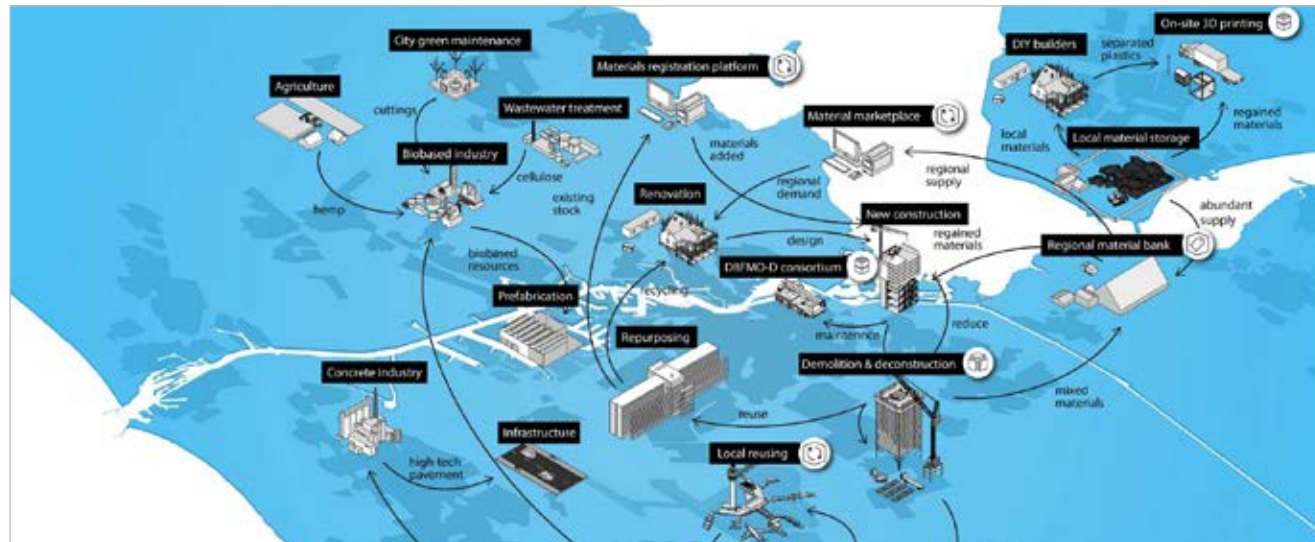 City green maintenance
On-site 3D printing
DIY builders
separated
plastics
Materials registration platform
Agriculture
cuttings
Wastewater treatment
Material marketplace
regained
materials
Local material storage
local
materials
materials
added
Biobased industry
cellulose
regional
supply
regional
demand
existing
stock
Renovation
abundant
supply
hemp
New construction
design
regained
materials
Regional material bank
biobased
resources
DBFMO-D consortium
recycling
Prefabrication
maintennce
reduce
Repurposing
Demolition & deconstruction
Concrete industry
mixed
materials
reuse
Infrastructure
Local reusing
high-tech
pavement